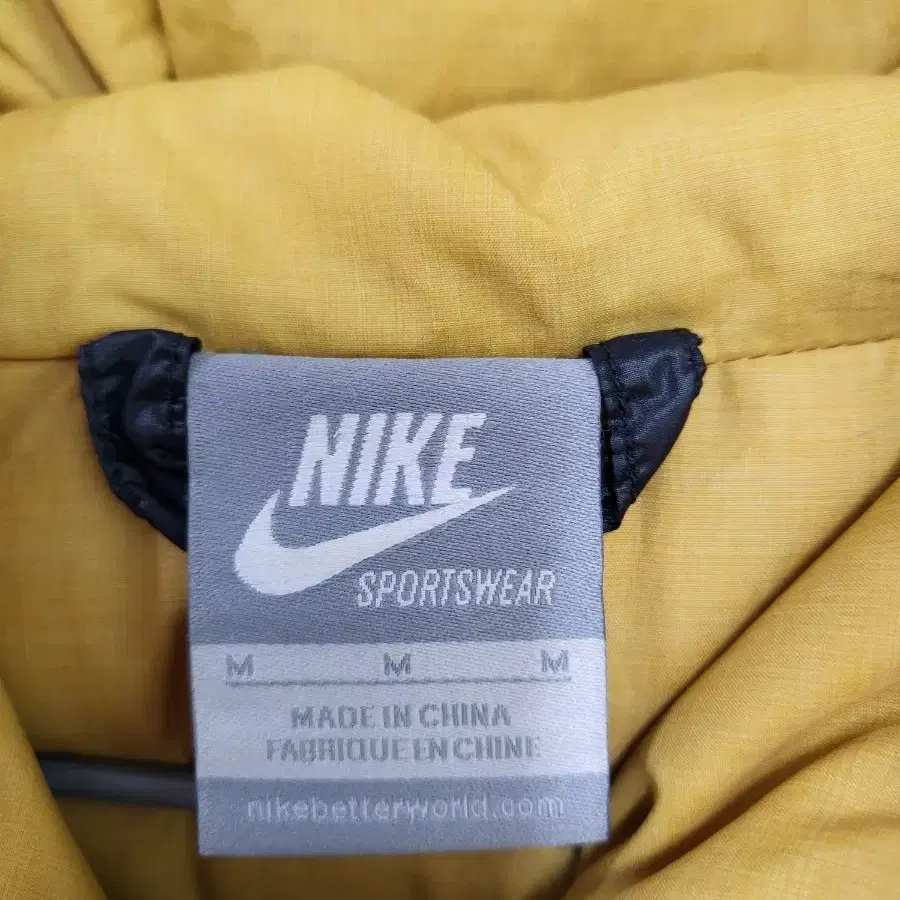 NIKE
SPORTSWEAR
M M M
MADE IN CHINA
FABRIQUE EN CHINE
nikebetterworld.com